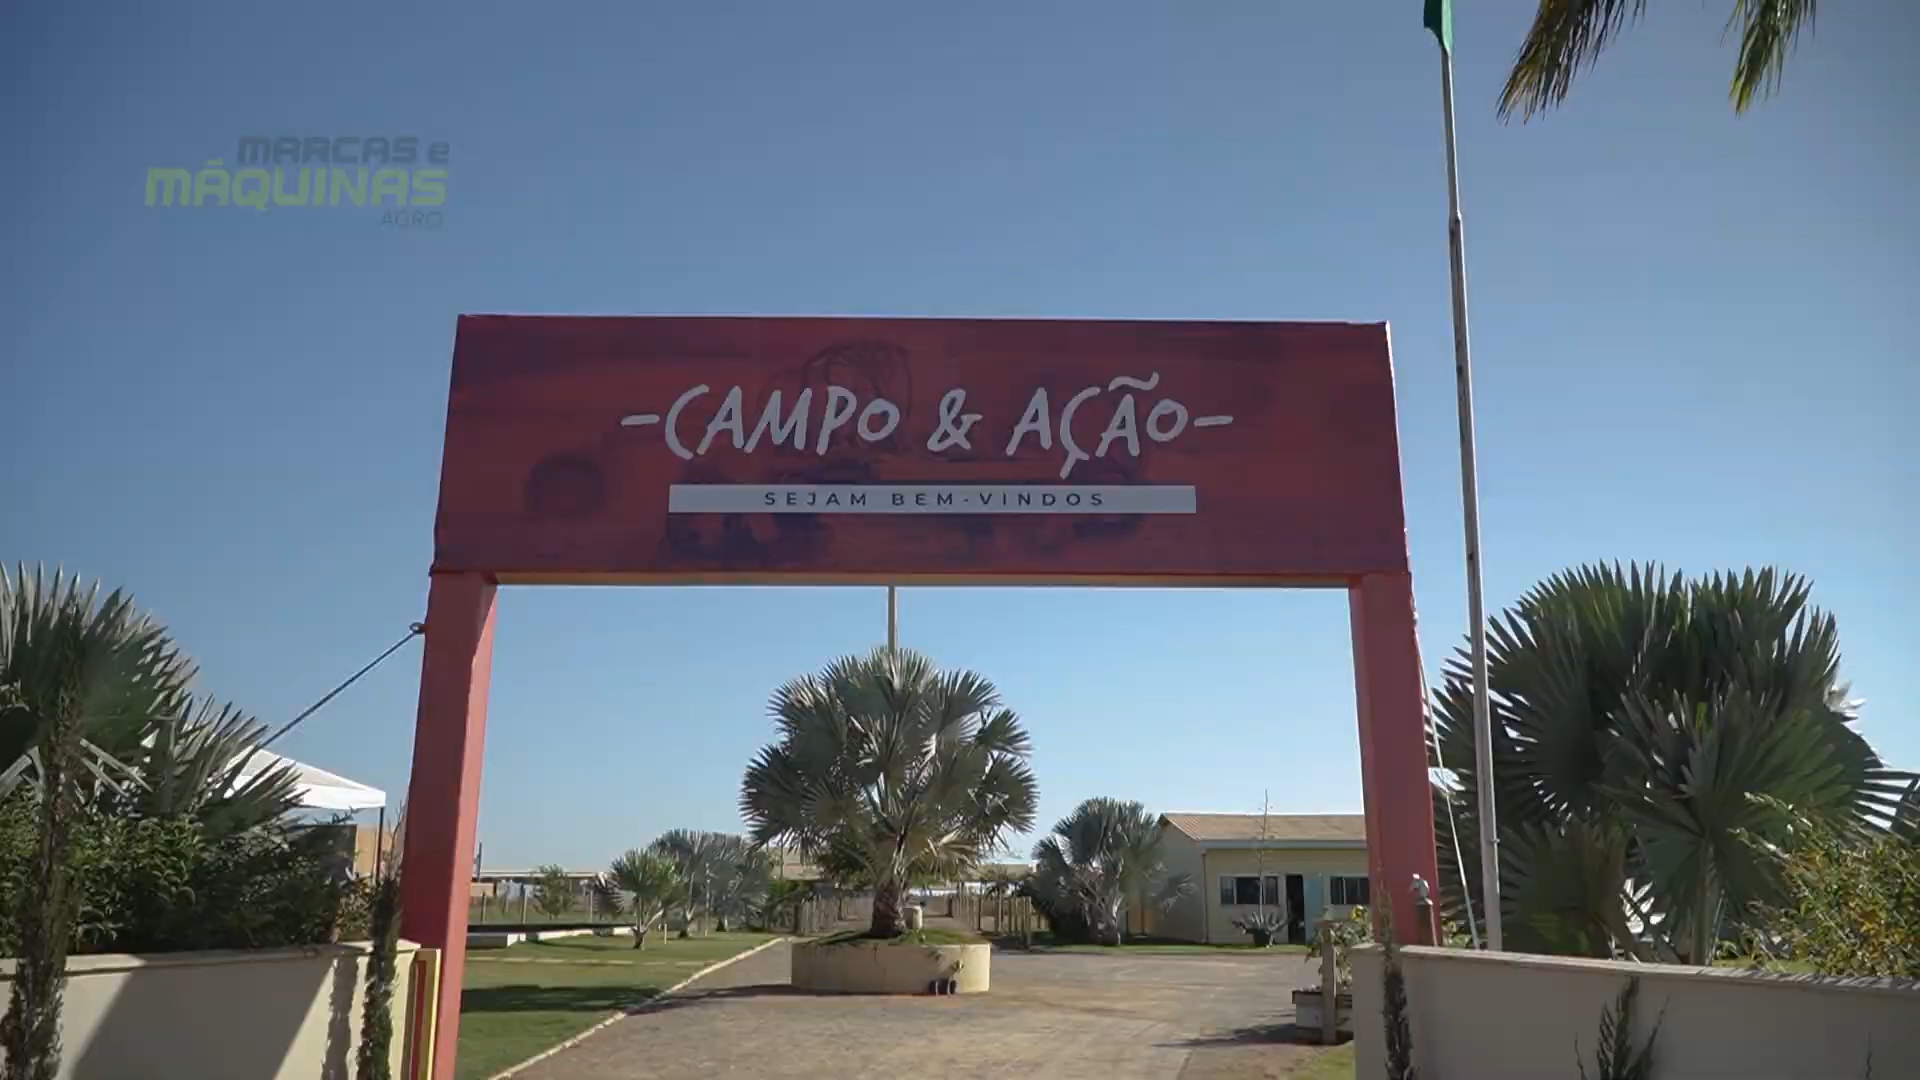 MARCAS e
MÁQUINAS
AGRO
-CAMPO & AÇÃO-
SEJAM BEM-VINDOS